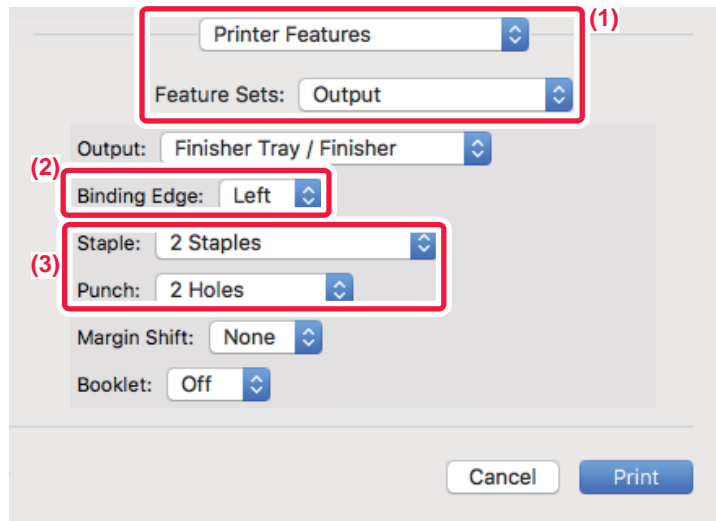 Printer Features
(1)
Feature Sets: Output
Output: Finisher Tray / Finisher
(2)
Binding Edge: Left
Staple: 2 Staples
(3)
Punch: 2 Holes
Margin Shift: None
Booklet: Off
Cancel Print